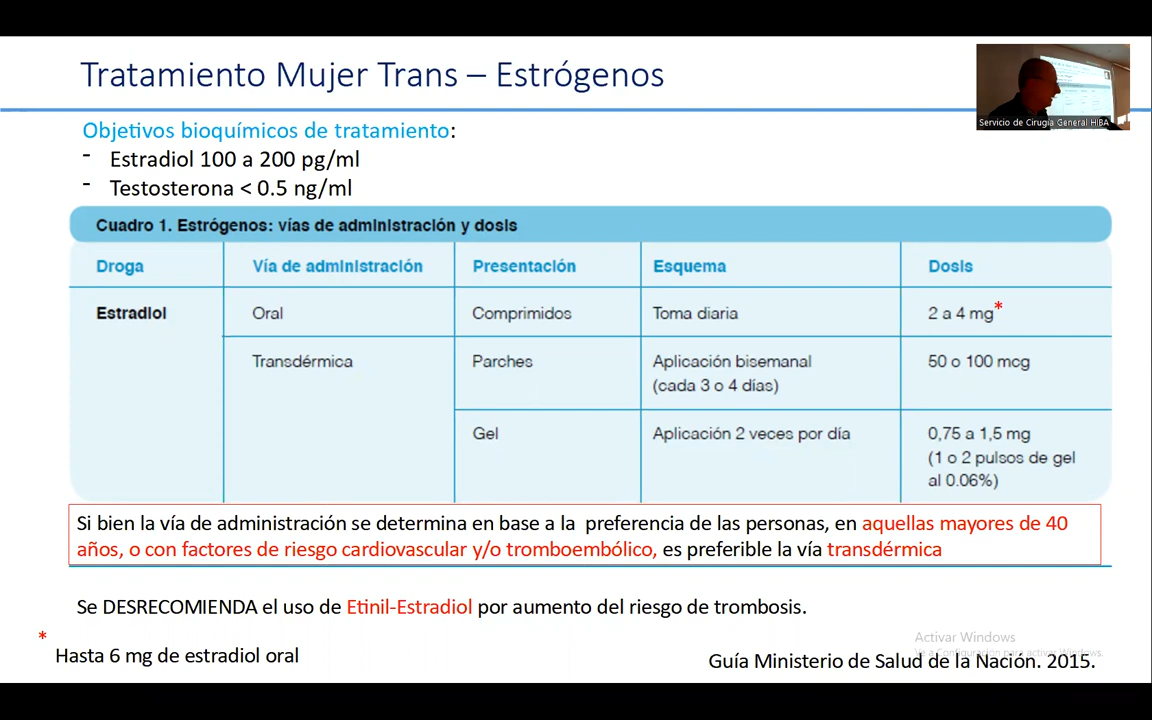 Tratamiento Mujer Trans – Estrógenos
Servicio de Cirugía General HIBA
Objetivos bioquímicos de tratamiento:
- Estradiol 100 a 200 pg/ml
- Testosterona < 0.5 ng/ml
Cuadro 1. Estrógenos: vías de administración y dosis
Droga Vía de administración Presentación Esquema Dosis
Estradiol Oral Comprimidos Toma diaria 2 a 4 mg*
Transdérmica Parches Aplicación bisemanal 50 o 100 mcg
(cada 3 o 4 días)
Gel Aplicación 2 veces por día 0,75 a 1,5 mg
(1 o 2 pulsos de gel
al 0.06%)
Si bien la vía de administración se determina en base a la preferencia de las personas, en aquellas mayores de 40
años, o con factores de riesgo cardiovascular y/o tromboembólico, es preferible la vía transdérmica
Se DESRECOMIENDA el uso de Etinil-Estradiol por aumento del riesgo de trombosis.
*
Hasta 6 mg de estradiol oral
Activar Windows
Ve a Configuración para activar Windows.
Guía Ministerio de Salud de la Nación. 2015.